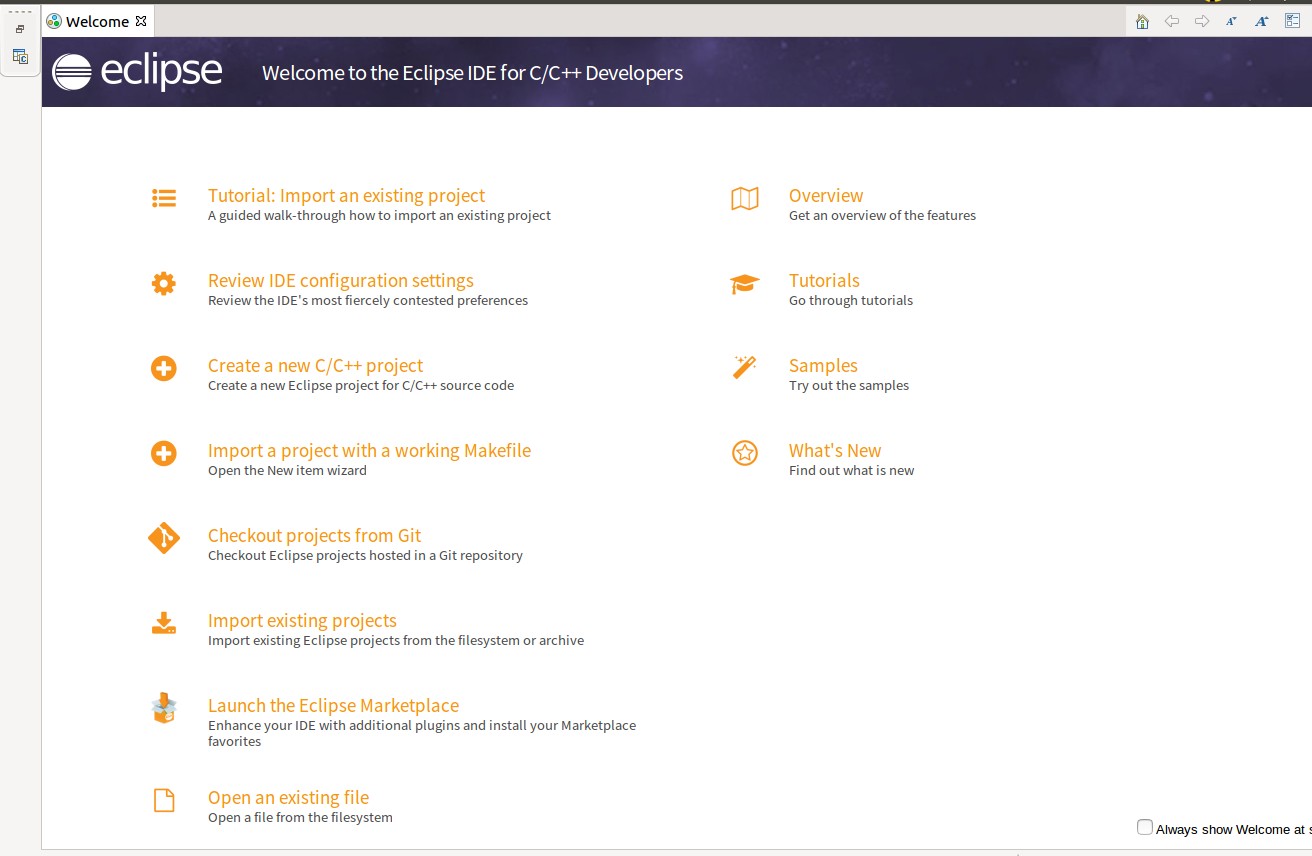 Welcome
eclipse
Welcome to the Eclipse IDE for C/C++ Developers
Tutorial: Import an existing project
A guided walk-through how to import an existing project
Review IDE configuration settings
Review the IDE's most fiercely contested preferences
Create a new C/C++ project
Create a new Eclipse project for C/C++ source code
Import a project with a working Makefile
Open the New item wizard
Checkout projects from Git
Checkout Eclipse projects hosted in a Git repository
Import existing projects
Import existing Eclipse projects from the filesystem or archive
Launch the Eclipse Marketplace
Enhance your IDE with additional plugins and install your Marketplace
favorites
Open an existing file
Open a file from the filesystem
Overview
Get an overview of the features
Tutorials
Go through tutorials
Samples
Try out the samples
What's New
Find out what is new
Always show Welcome at